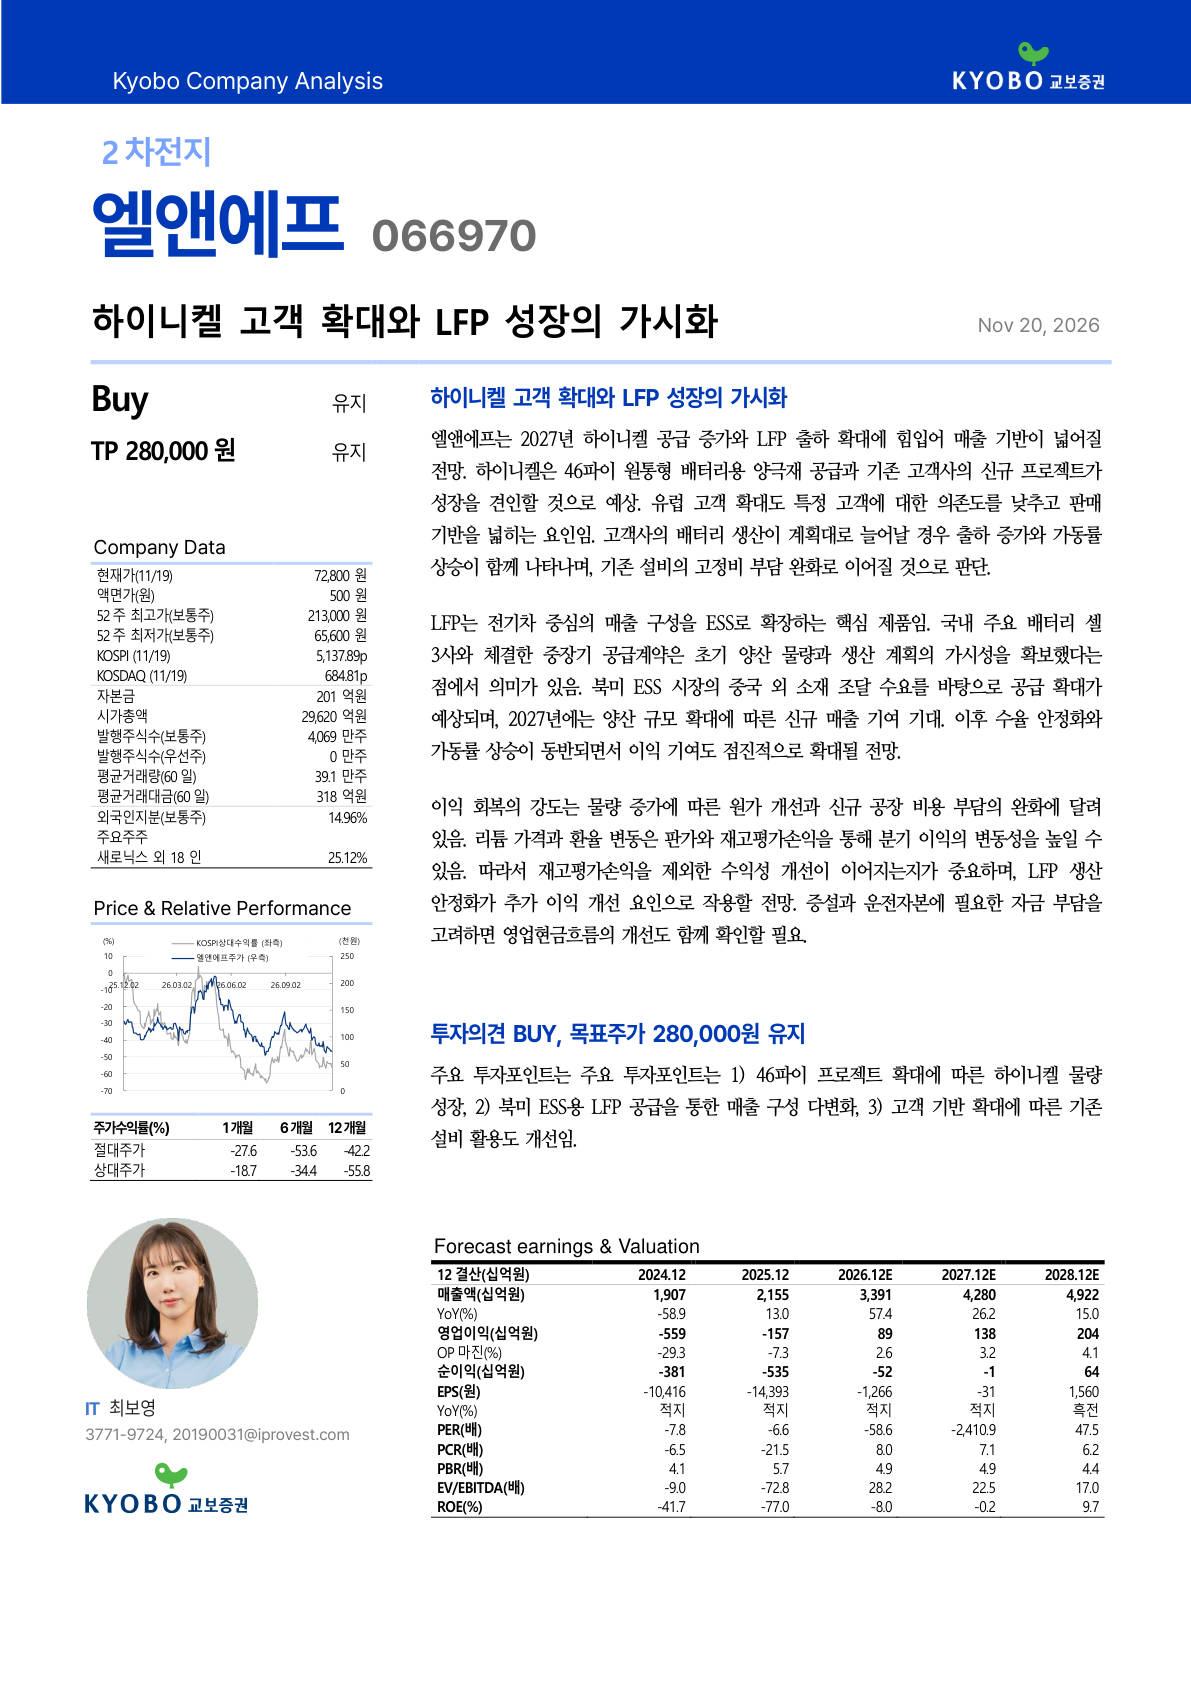 Kyobo Company Analysis
KYOBO 교보증권
2차전지
엘앤에프 066970
하이니켈 고객 확대와 LFP 성장의 가시화
Nov 20, 2026
Buy 유지
TP 280,000원 유지
Company Data
현재가(11/19) 72,800 원
액면가(원) 500 원
52주 최고가(보통주) 213,000 원
52주 최저가(보통주) 65,600 원
KOSPI (11/19) 5,137.89p
KOSDAQ (11/19) 684.81p
자본금 201 억원
시가총액 29,620 억원
발행주식수(보통주) 4,069 만주
발행주식수(우선주) 0 만주
평균거래량(60일) 39.1 만주
평균거래대금(60일) 318 억원
외국인지분(보통주) 14.96%
주요주주
새로닉스 외 18 인 25.12%
Price & Relative Performance
(%) (천원)
KOSPI상대수익률 (좌측)
엘앤에프주가 (우측)
10 250
0
25.12.02 26.03.02 26.06.02 26.09.02 200
-10
-20 150
-30
-40 100
-50 50
-60
-70 0
주가수익률(%) 1개월 6개월 12개월
절대주가 -27.6 -53.6 -42.2
상대주가 -18.7 -34.4 -55.8
IT 최보영
3771-9724, 20190031@iprovest.com
KYOBO 교보증권
하이니켈 고객 확대와 LFP 성장의 가시화
엘앤에프는 2027년 하이니켈 공급 증가와 LFP 출하 확대에 힘입어 매출 기반이 넓어질
전망. 하이니켈은 46파이 원통형 배터리용 양극재 공급과 기존 고객사의 신규 프로젝트가
성장을 견인할 것으로 예상. 유럽 고객 확대도 특정 고객에 대한 의존도를 낮추고 판매
기반을 넓히는 요인임. 고객사의 배터리 생산이 계획대로 늘어날 경우 출하 증가와 가동률
상승이 함께 나타나며, 기존 설비의 고정비 부담 완화로 이어질 것으로 판단.
LFP는 전기차 중심의 매출 구성을 ESS로 확장하는 핵심 제품임. 국내 주요 배터리 셀
3사와 체결한 중장기 공급계약은 초기 양산 물량과 생산 계획의 가시성을 확보했다는
점에서 의미가 있음. 북미 ESS 시장의 중국 외 소재 조달 수요를 바탕으로 공급 확대가
예상되며, 2027년에는 양산 규모 확대에 따른 신규 매출 기여 기대. 이후 수율 안정화와
가동률 상승이 동반되면서 이익 기여도 점진적으로 확대될 전망.
이익 회복의 강도는 물량 증가에 따른 원가 개선과 신규 공장 비용 부담의 완화에 달려
있음. 리튬 가격과 환율 변동은 판가와 재고평가손익을 통해 분기 이익의 변동성을 높일 수
있음. 따라서 재고평가손익을 제외한 수익성 개선이 이어지는지가 중요하며, LFP 생산
안정화가 추가 이익 개선 요인으로 작용할 전망. 증설과 운전자본에 필요한 자금 부담을
고려하면 영업현금흐름의 개선도 함께 확인할 필요.
투자의견 BUY, 목표주가 280,000원 유지
주요 투자포인트는 주요 투자포인트는 1) 46파이 프로젝트 확대에 따른 하이니켈 물량
성장, 2) 북미 ESS용 LFP 공급을 통한 매출 구성 다변화, 3) 고객 기반 확대에 따른 기존
설비 활용도 개선임.
Forecast earnings & Valuation
12 결산(십억원) 2024.12 2025.12 2026.12E 2027.12E 2028.12E
매출액(십억원) 1,907 2,155 3,391 4,280 4,922
YoY(%) -58.9 13.0 57.4 26.2 15.0
영업이익(십억원) -559 -157 89 138 204
OP 마진(%) -29.3 -7.3 2.6 3.2 4.1
순이익(십억원) -381 -535 -52 -1 64
EPS(원) -10,416 -14,393 -1,266 -31 1,560
YoY(%) 적지 적지 적지 적지 흑전
PER(배) -7.8 -6.6 -58.6 -2,410.9 47.5
PCR(배) -6.5 -21.5 8.0 7.1 6.2
PBR(배) 4.1 5.7 4.9 4.9 4.4
EV/EBITDA(배) -9.0 -72.8 28.2 22.5 17.0
ROE(%) -41.7 -77.0 -8.0 -0.2 9.7